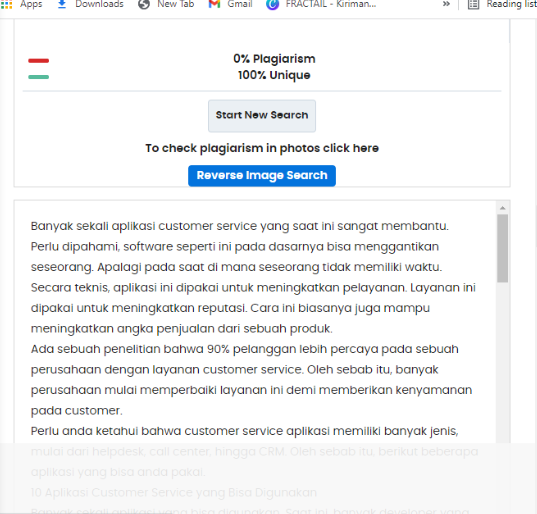 Apps Downloads New Tab Gmail FRACTAIL - Kiriman... » Reading list
0% Plagiarism
100% Unique
Start New Search
To check plagiarism in photos click here
Reverse Image Search
Banyak sekali aplikasi customer service yang saat ini sangat membantu.
Perlu dipahami, software seperti ini pada dasarnya bisa menggantikan
seseorang. Apalagi pada saat di mana seseorang tidak memiliki waktu.
Secara teknis, aplikasi ini dipakai untuk meningkatkan pelayanan. Layanan ini
dipakai untuk meningkatkan reputasi. Cara ini biasanya juga mampu
meningkatkan angka penjualan dari sebuah produk.
Ada sebuah penelitian bahwa 90% pelanggan lebih percaya pada sebuah
perusahaan dengan layanan customer service. Oleh sebab itu, banyak
perusahaan mulai memperbaiki layanan ini demi memberikan kenyamanan
pada customer.
Perlu anda ketahui bahwa customer service aplikasi memiliki banyak jenis,
mulai dari helpdesk, call center, hingga CRM. Oleh sebab itu, berikut beberapa
aplikasi yang bisa anda pakai.
10 Aplikasi Customer Service yang Bisa Digunakan
Banyak sekali aplikasi yang bisa digunakan. Saat ini, banyak developer yang